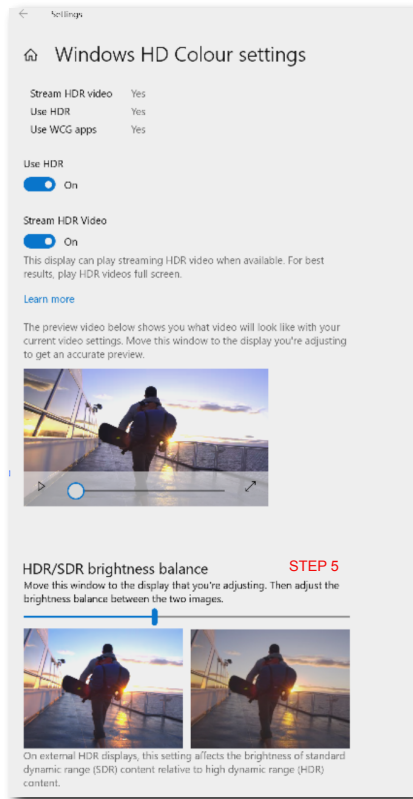 Settings
Windows HD Colour settings
Stream HDR video Yes
Use HDR Yes
Use WCG apps Yes
Use HDR
On
Stream HDR Video
On
This display can play streaming HDR video when available. For best
results, play HDR videos full screen.
Learn more
The preview video below shows you what video will look like with your
current video settings. Move this window to the display you're adjusting
to get an accurate preview.
HDR/SDR brightness balance STEP 5
Move this window to the display that you're adjusting. Then adjust the
brightness balance between the two images.
On external HDR displays, this setting affects the brightness of standard
dynamic range (SDR) content relative to high dynamic range (HDR)
content.